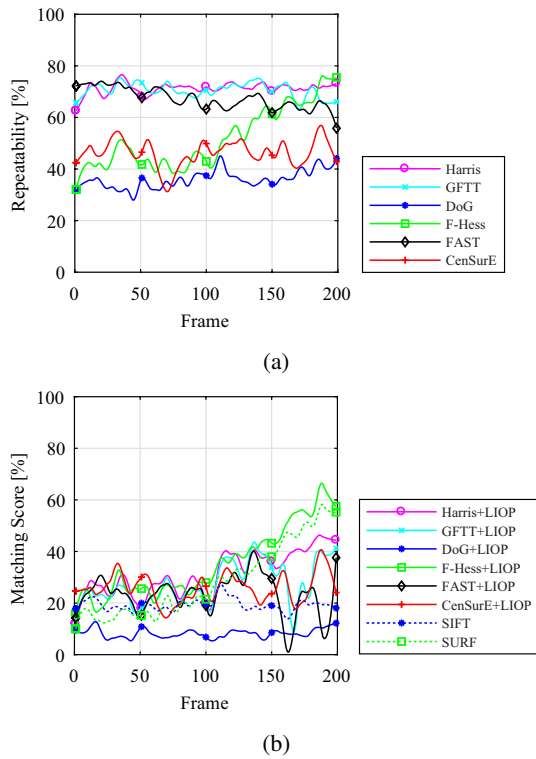 100
80
60
40
20
0
Repeatability [%]
0 50 100 150 200
Frame
Harris
GFTT
DoG
F-Hess
FAST
CenSurE
(a)
100
80
60
40
20
0
Matching Score [%]
0 50 100 150 200
Frame
Harris+LIOP
GFTT+LIOP
DoG+LIOP
F-Hess+LIOP
FAST+LIOP
CenSurE+LIOP
SIFT
SURF
(b)